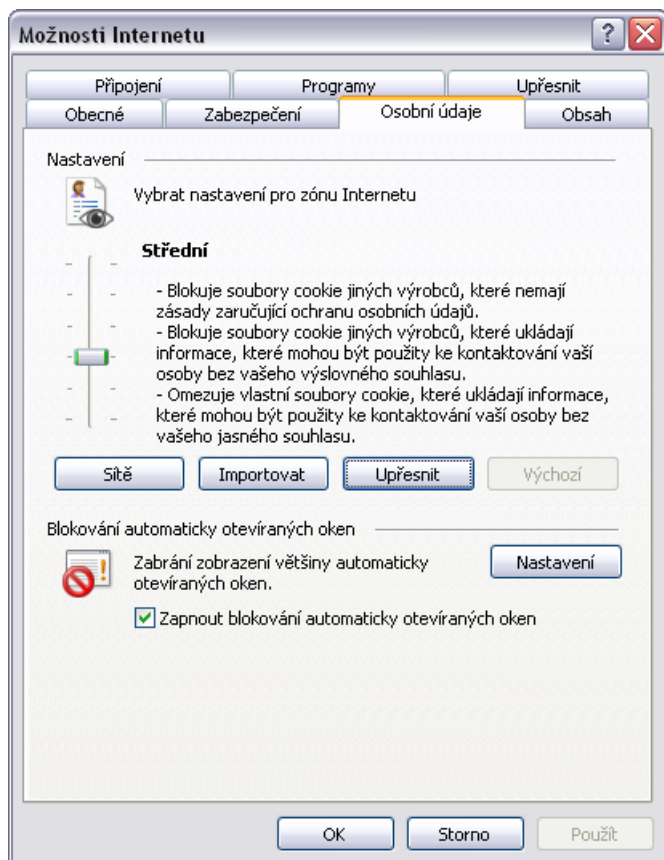 Možnosti Internetu
Připojení
Programy
Upřesnit
Obecné
Zabezpečení
Osobní údaje
Obsah
Nastavení
Vybrat nastavení pro zónu Internetu
Střední
- Blokuje soubory cookie jiných výrobců, které nemají
zásady zaručující ochranu osobních údajů.
- Blokuje soubory cookie jiných výrobců, které ukládají
informace, které mohou být použity ke kontaktování vaší
osoby bez vašeho výslovného souhlasu.
- Omezuje vlastní soubory cookie, které ukládají informace,
které mohou být použity ke kontaktování vaší osoby bez
vašeho jasného souhlasu.
Sítě
Importovat
Upřesnit
Výchozí
Blokování automaticky otevíraných oken
Zabrání zobrazení většiny automaticky
otevíraných oken.
Nastavení
Zapnout blokování automaticky otevíraných oken
OK
Storno
Použít